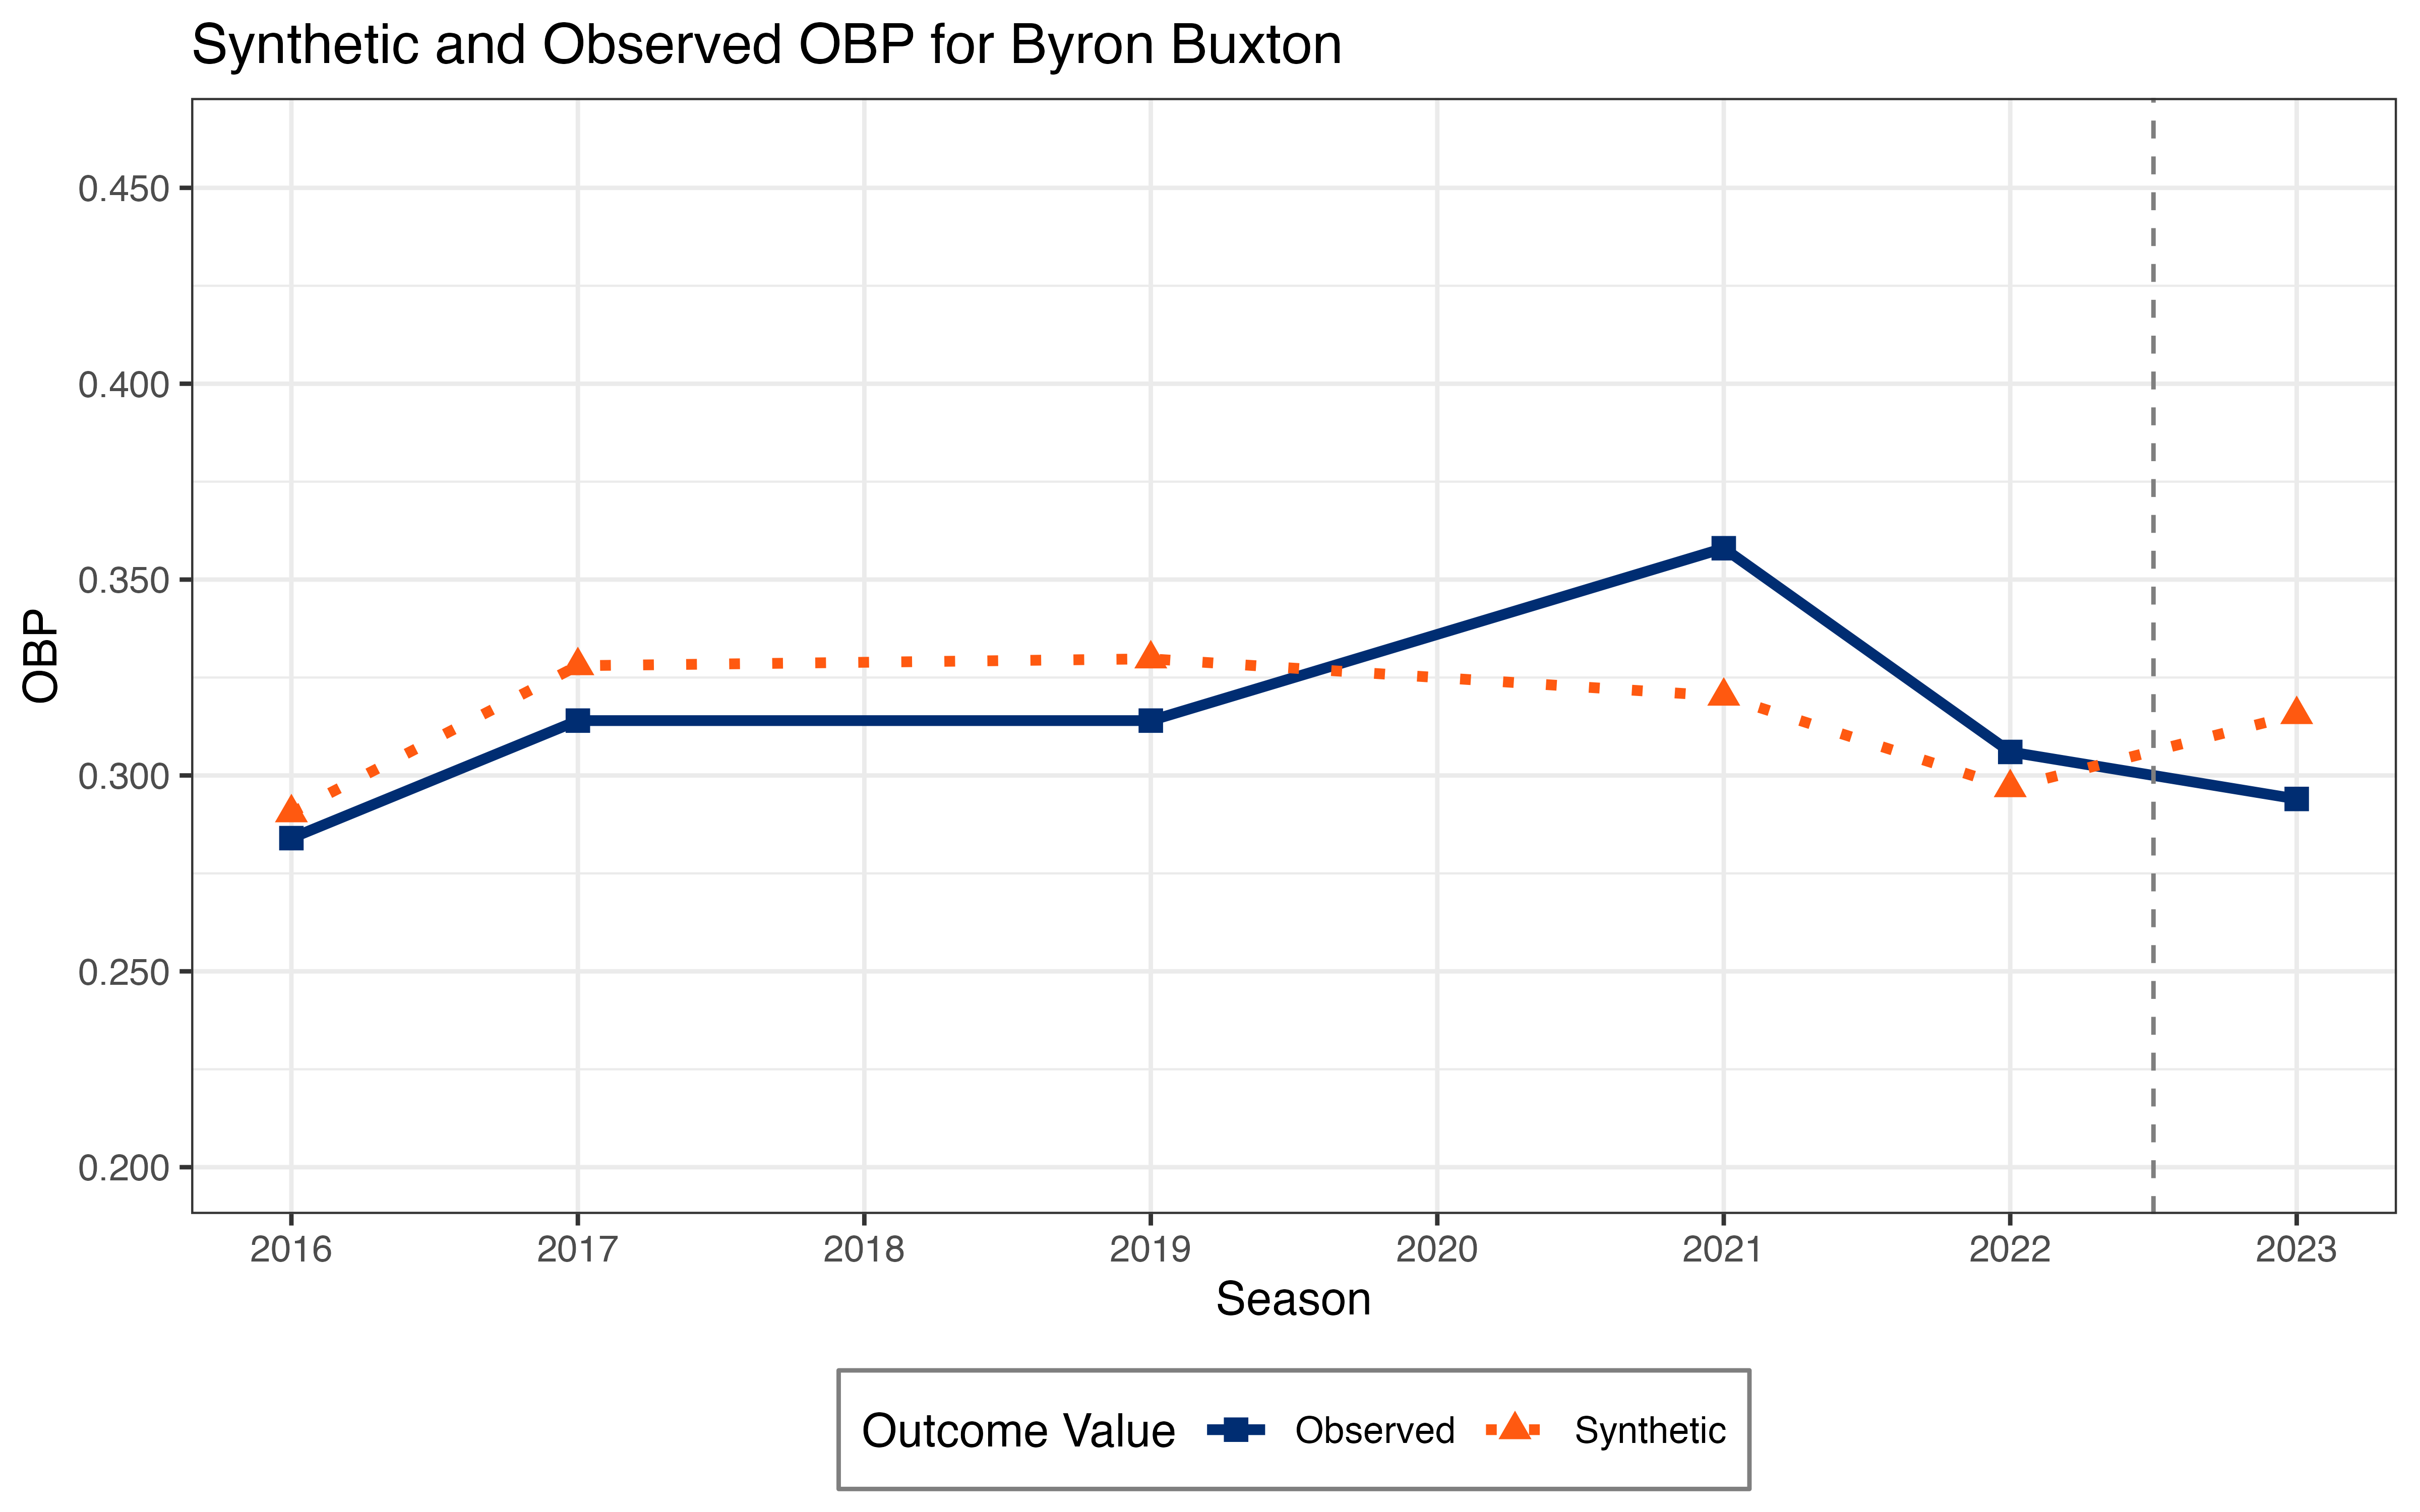 Synthetic and Observed OBP for Byron Buxton
OBP
0.450
0.400
0.350
0.300
0.250
0.200
2016 2017 2018 2019 2020 2021 2022 2023
Season
Outcome Value Observed Synthetic